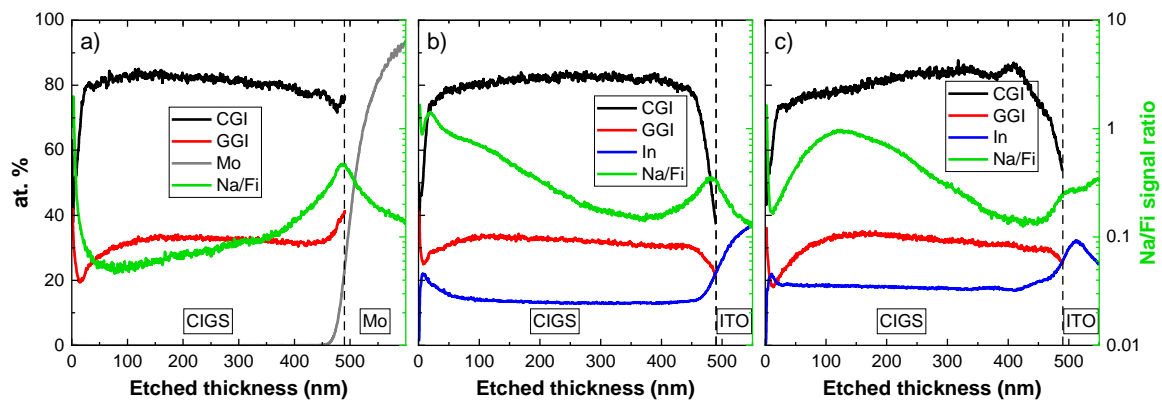 a)
b)
c)
100
80
60
40
20
0
at. %
CGI
GGI
Mo
Na/Fi
CIGS
Mo
0 100 200 300 400 500
Etched thickness (nm)
CGI
GGI
In
Na/Fi
CIGS
ITO
0 100 200 300 400 500
Etched thickness (nm)
CGI
GGI
In
Na/Fi
CIGS
ITO
0 100 200 300 400 500
Etched thickness (nm)
10
1
0.1
0.01
Na/Fi signal ratio